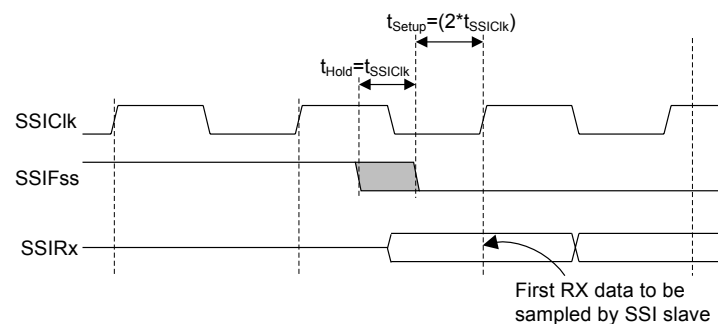 tSetup=(2*tSSIClk)
tHold=tSSIClk
SSIClk
SSIFss
SSIRx
First RX data to be
sampled by SSI slave